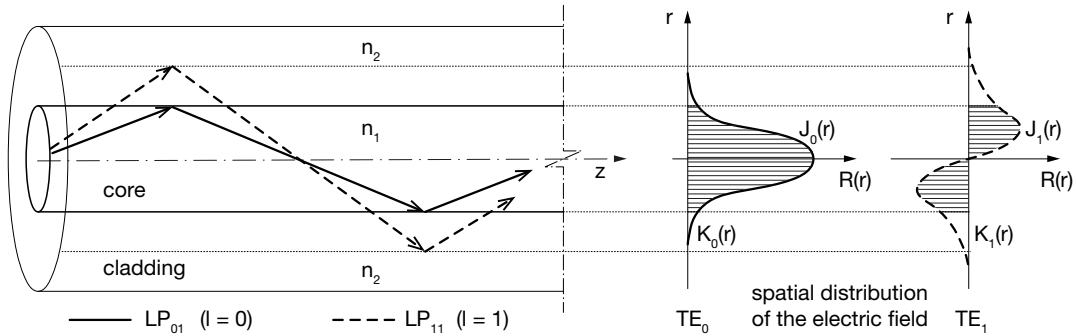 r
r
n₂
n₁
J₀(r)
J₁(r)
z
R(r)
R(r)
core
K₀(r)
K₁(r)
cladding
n₂
spatial distribution
of the electric field
TE₀
TE₁
LP₀₁ (l = 0)
LP₁₁ (l = 1)